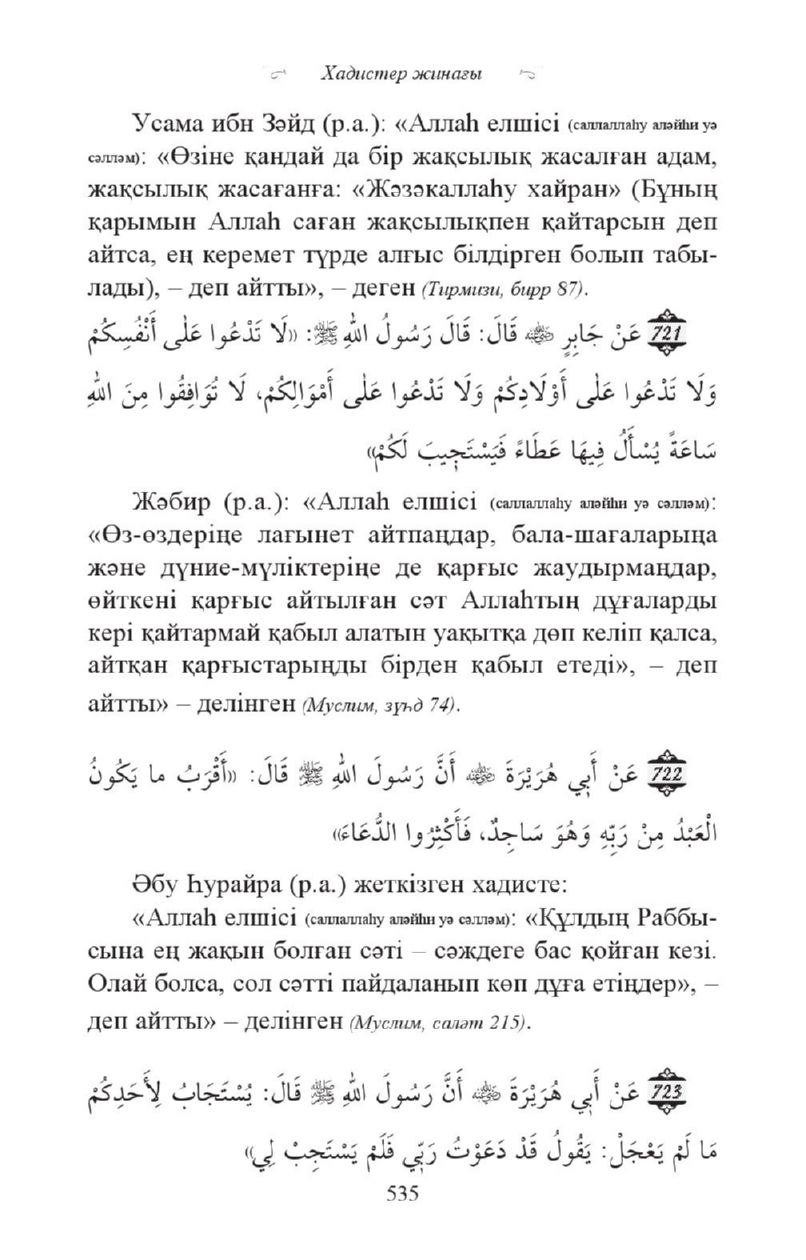 Хадистер жинағы
Усама ибн Зәйд (р.а.): «Аллаһ елшісі (саллаллаһу аләйһи уә
сәлләм): «Өзіне қандай да бір жақсылық жасалған адам,
жақсылық жасағанға: «Жәзәкаллаһу хайран» (Бұның
қарымын Аллаһ саған жақсылықпен қайтарсын деп
айтса, ең керемет түрде алғыс білдірген болып табы-
лады), – деп айтты», – деген (Тирмизи, бирр 87).
721 عَنْ جَابِرٍ ﷺ قَالَ: قَالَ رَسُولُ اللهِ ﷺ: «لَا تَدْعُوا عَلَى أَنْفُسِكُمْ
وَلَا تَدْعُوا عَلَى أَوْلَادِكُمْ وَلَا تَدْعُوا عَلَى أَمْوَالِكُمْ، لَا تُوَافِقُوا مِنَ اللهِ
سَاعَةً يُسْأَلُ فِيهَا عَطَاءً فَيَسْتَجِيبَ لَكُمْ»
Жәбир (р.а.): «Аллаһ елшісі (саллаллаһу аләйһи уә сәлләм):
«Өз-өздеріңе лағынет айтпаңдар, бала-шағаларыңа
және дүние-мүліктеріңе де қарғыс жаудырмаңдар,
өйткені қарғыс айтылған сәт Аллаһтың дұғаларды
кері қайтармай қабыл алатын уақытқа дөп келіп қалса,
айтқан қарғыстарыңды бірден қабыл етеді», – деп
айтты» – делінген (Муслим, зүһд 74).
722 عَنْ أَبِي هُرَيْرَةَ ﷺ أَنَّ رَسُولَ اللهِ ﷺ قَالَ: «أَقْرَبُ ما يَكُونُ
الْعَبْدُ مِنْ رَبِّهِ وَهُوَ سَاجِدٌ، فَأَكْثِرُوا الدُّعَاءَ»
Әбу Һурайра (р.а.) жеткізген хадисте:
«Аллаһ елшісі (саллаллаһу аләйһи уә сәлләм): «Құлдың Раббы-
сына ең жақын болған сәті – сәждеге бас қойған кезі.
Олай болса, сол сәтті пайдаланып көп дұға етіңдер», –
деп айтты» – делінген (Муслим, саләт 215).
723 عَنْ أَبِي هُرَيْرَةَ ﷺ أَنَّ رَسُولَ اللهِ ﷺ قَالَ: يُسْتَجَابُ لِأَحَدِكُمْ
مَا لَمْ يَعْجَلْ: يَقُولُ قَدْ دَعَوْتُ رَبِّي فَلَمْ يَسْتَجِبْ لِي»
535